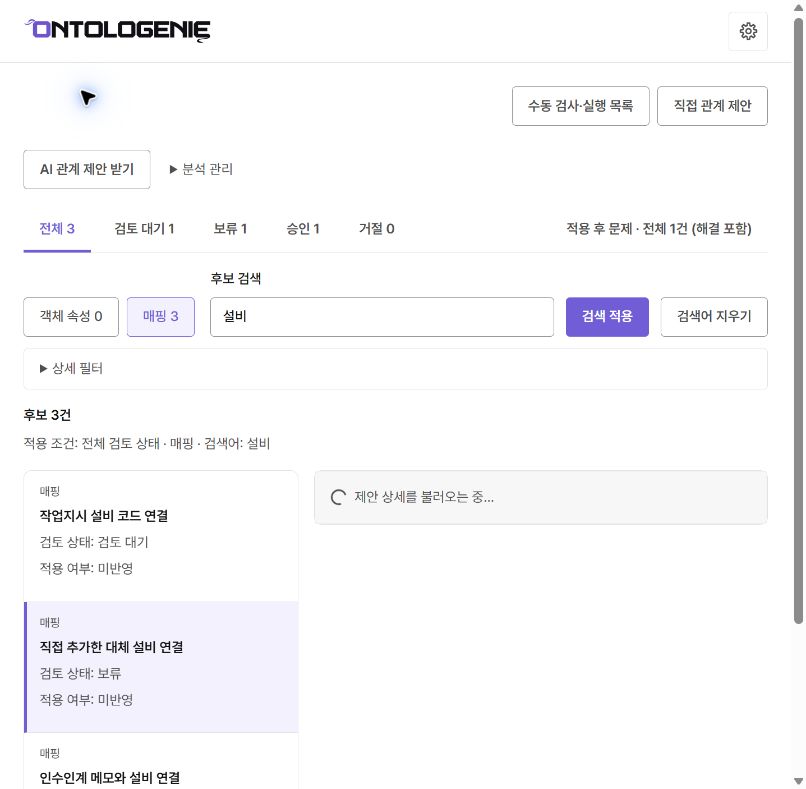 ONTOLOGENIE
수동 검사·실행 목록
직접 관계 제안
AI 관계 제안 받기
▶ 분석 관리
전체 3
검토 대기 1
보류 1
승인 1
거절 0
적용 후 문제 · 전체 1건 (해결 포함)
후보 검색
객체 속성 0
매핑 3
설비
검색 적용
검색어 지우기
▶ 상세 필터
후보 3건
적용 조건: 전체 검토 상태 · 매핑 · 검색어: 설비
매핑
작업지시 설비 코드 연결
검토 상태: 검토 대기
적용 여부: 미반영
제안 상세를 불러오는 중...
매핑
직접 추가한 대체 설비 연결
검토 상태: 보류
적용 여부: 미반영
매핑
인수인계 메모와 설비 연결